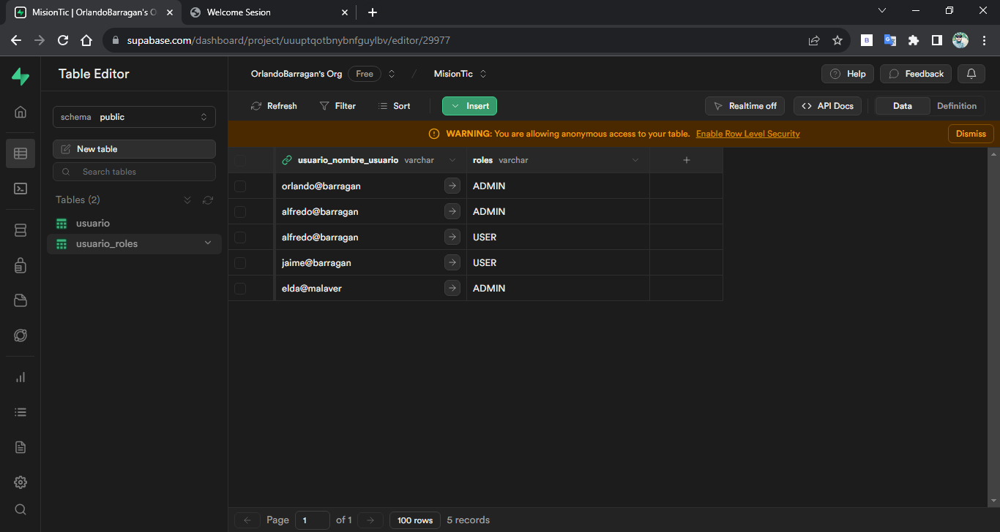 MisionTic | OrlandoBarragan's O
Welcome Sesion
supabase.com/dashboard/project/uuuptqotbnybnfguylbv/editor/29977
B
Table Editor
OrlandoBarragan's Org Free / MisionTic
Help Feedback
schema public
Refresh Filter Sort Insert Realtime off API Docs Data Definition
WARNING: You are allowing anonymous access to your table. Enable Row Level Security Dismiss
New table
Search tables
Tables (2)
usuario
usuario_roles
usuario_nombre_usuario varchar roles varchar
orlando@barragan ADMIN
alfredo@barragan ADMIN
alfredo@barragan USER
jaime@barragan USER
elda@malaver ADMIN
Page 1 of 1 100 rows 5 records